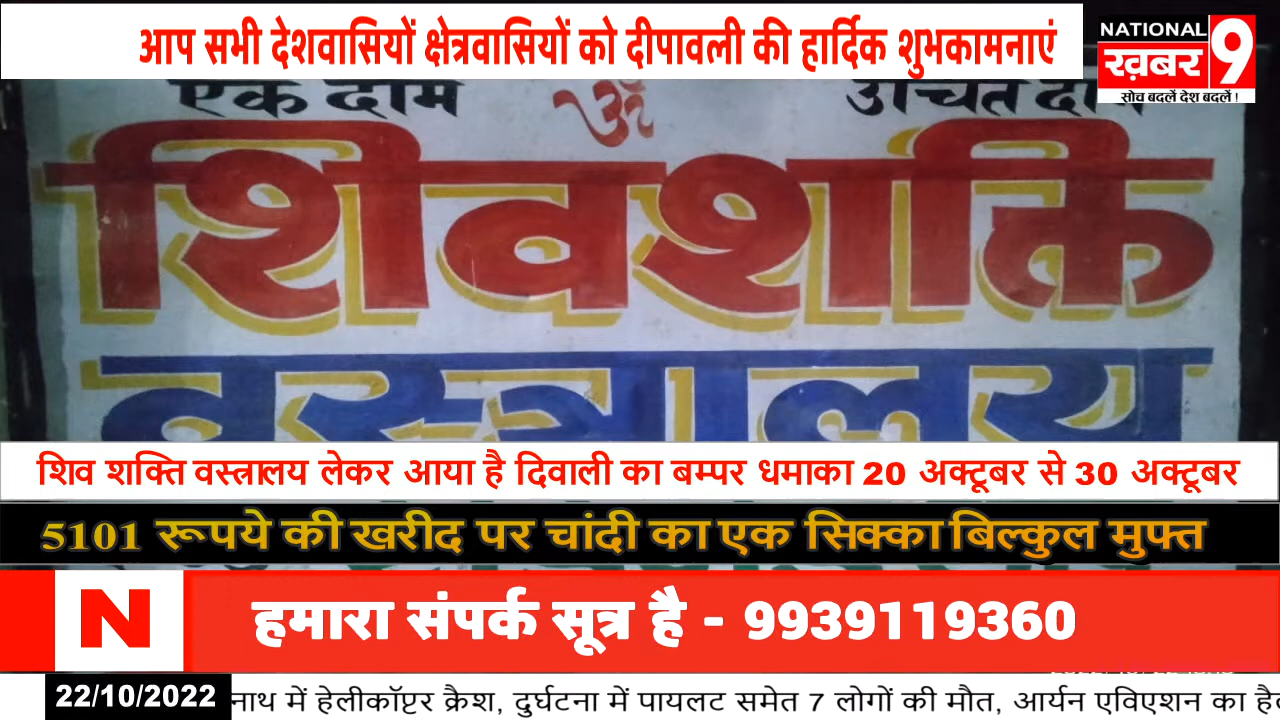 आप सभी देशवासियों क्षेत्रवासियों को दीपावली की हार्दिक शुभकामनाएं
NATIONAL
ख़बर 9
सोच बदलें देश बदलें !
एक दाम ॐ उचित दाम
शिवशक्ति
वस्त्रालय
शिव शक्ति वस्त्रालय लेकर आया है दिवाली का बम्पर धमाका 20 अक्टूबर से 30 अक्टूबर
5101 रूपये की खरीद पर चांदी का एक सिक्का बिल्कुल मुफ्त
N हमारा संपर्क सूत्र है - 9939119360
22/10/2022 नाथ में हेलीकॉप्टर क्रैश, दुर्घटना में पायलट समेत 7 लोगों की मौत, आर्यन एविएशन का